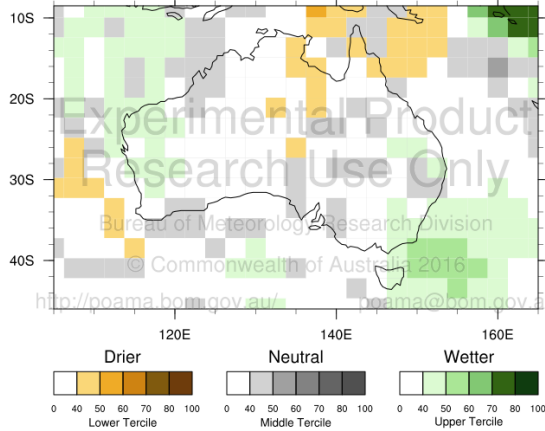 10S
20S
30S
40S
Experimental Product
Research Use Only
Bureau of Meteorology Research Division
© Commonwealth of Australia 2016
http://poama.bom.gov.au/ poama@bom.gov.a
120E 140E 160E
Drier Neutral Wetter
0 40 50 60 70 80 100 0 40 50 60 70 80 100 0 40 50 60 70 80 100
Lower Tercile Middle Tercile Upper Tercile